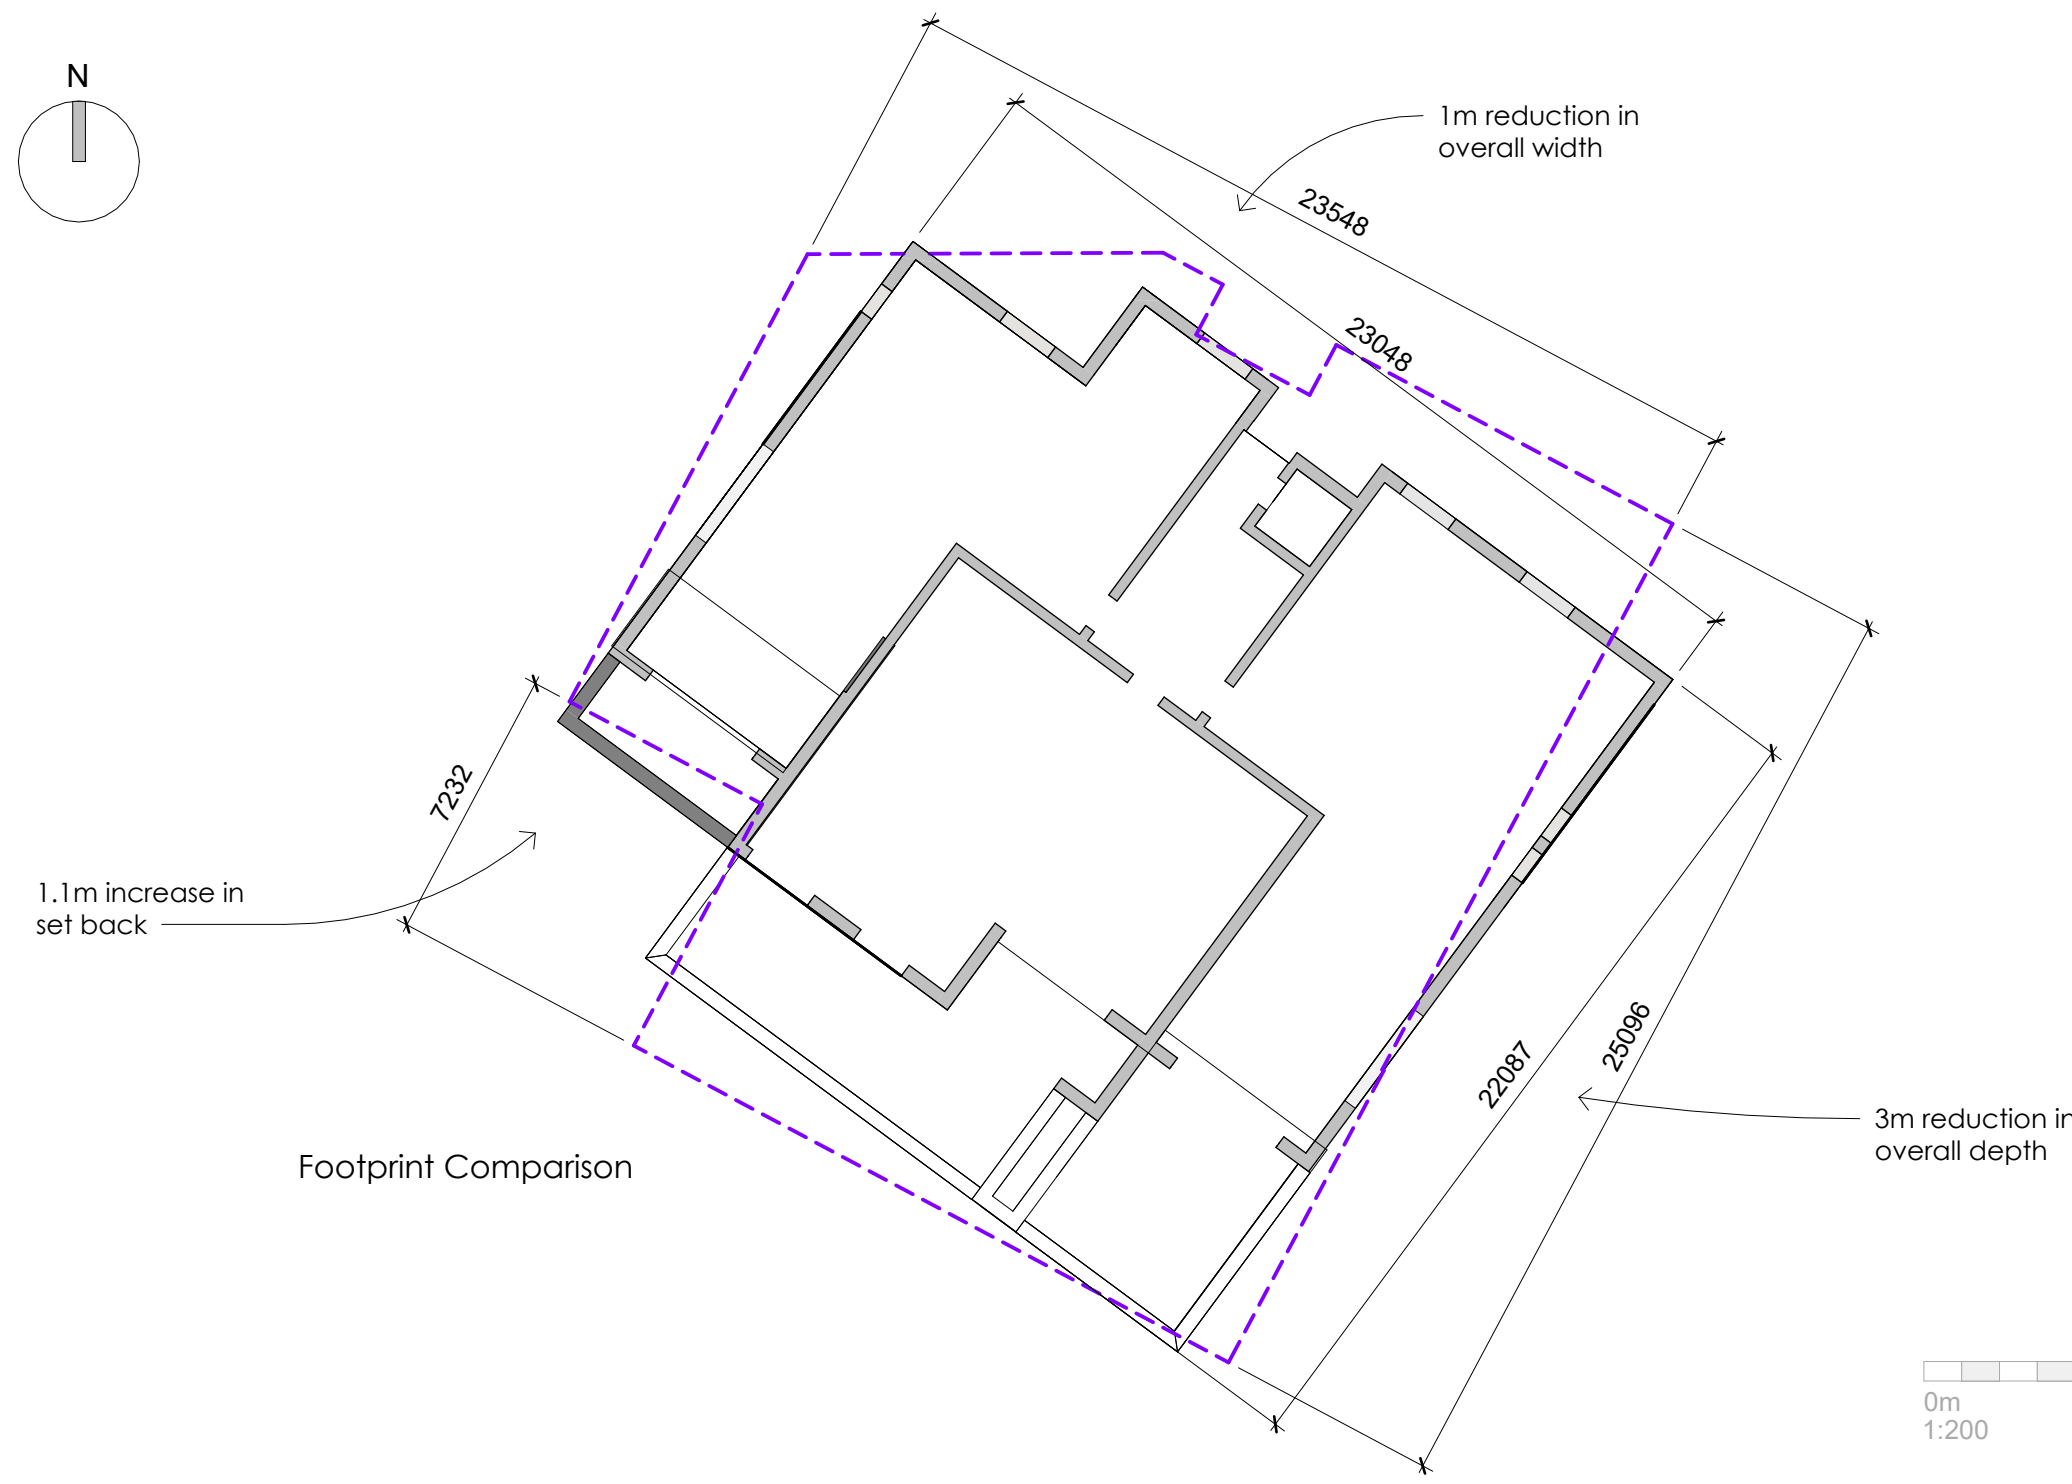 N
1m reduction in
overall width
23548
23048
7232
1.1m increase in
set back
22087
25096
3m reduction in
overall depth
Footprint Comparison
0m
1:200